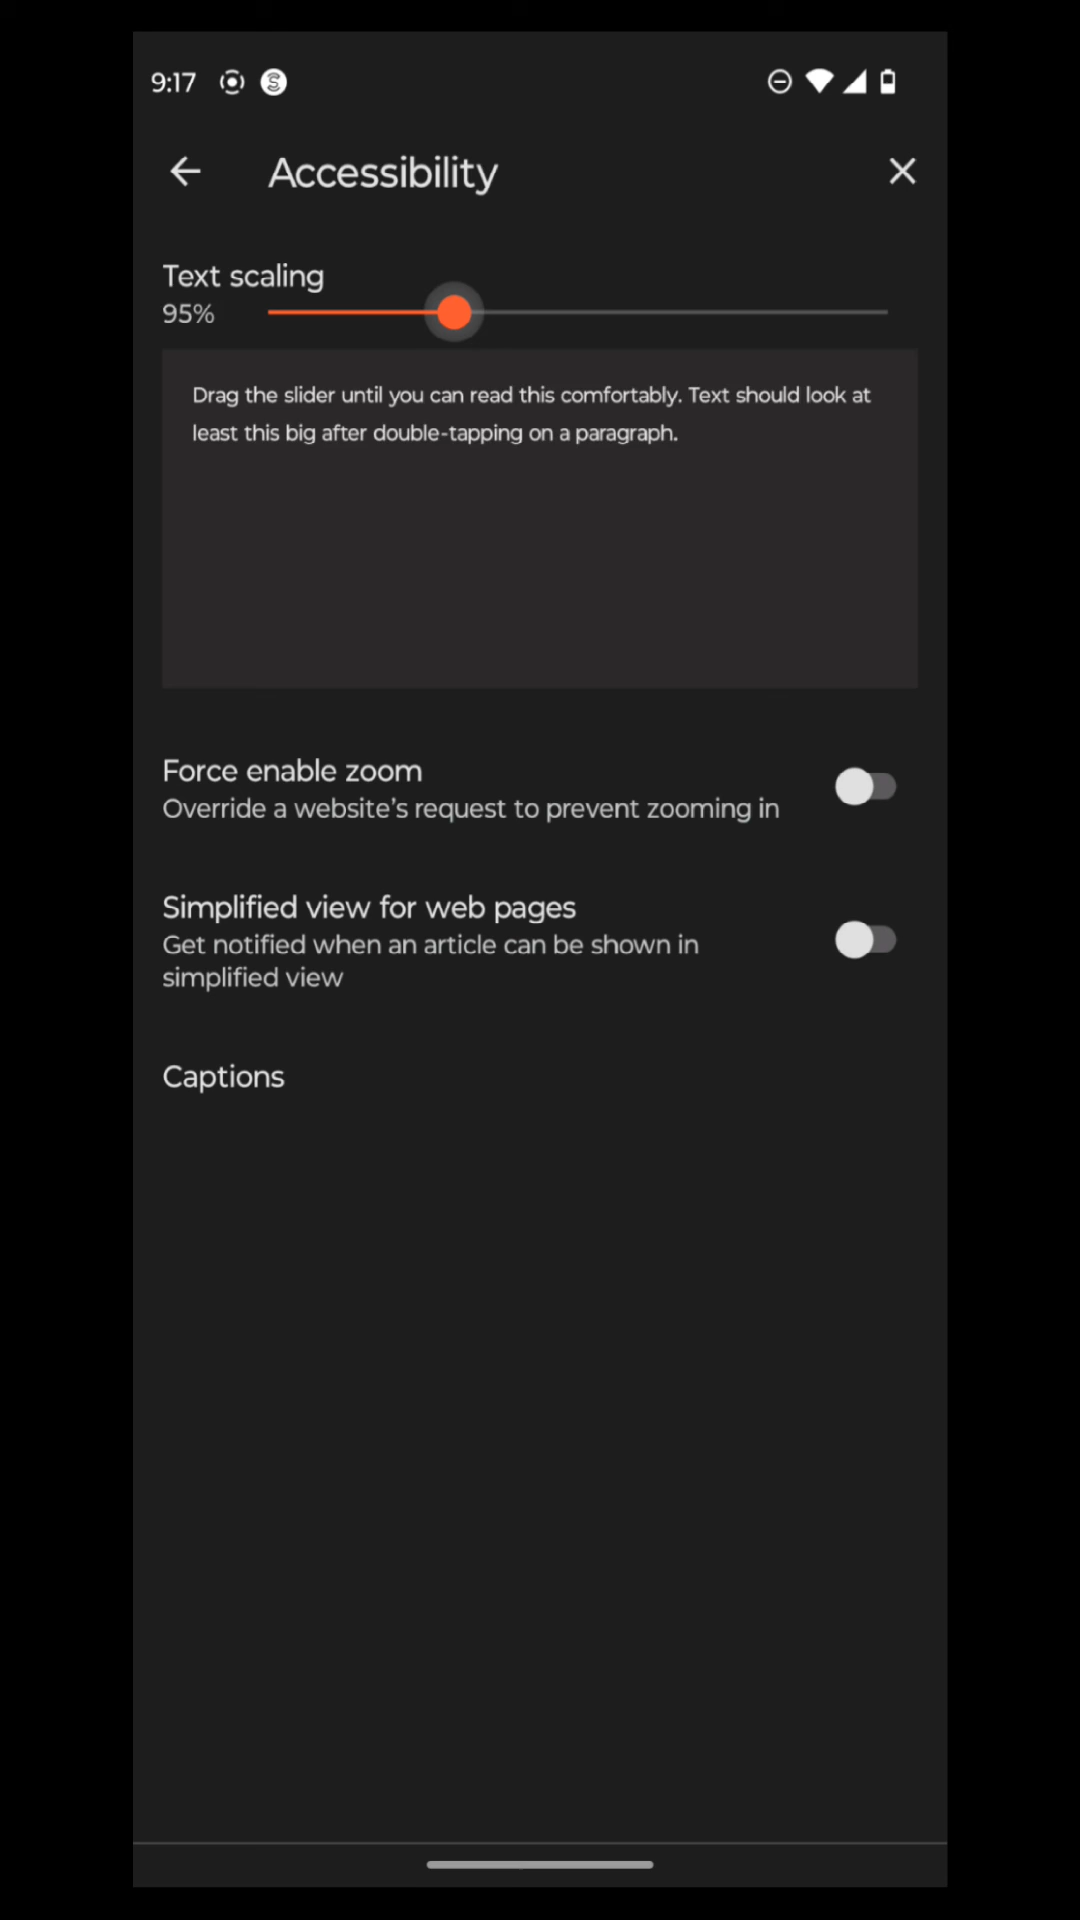 9:17
Accessibility
Text scaling
95%
Drag the slider until you can read this comfortably. Text should look at
least this big after double-tapping on a paragraph.
Force enable zoom
Override a website's request to prevent zooming in
Simplified view for web pages
Get notified when an article can be shown in
simplified view
Captions